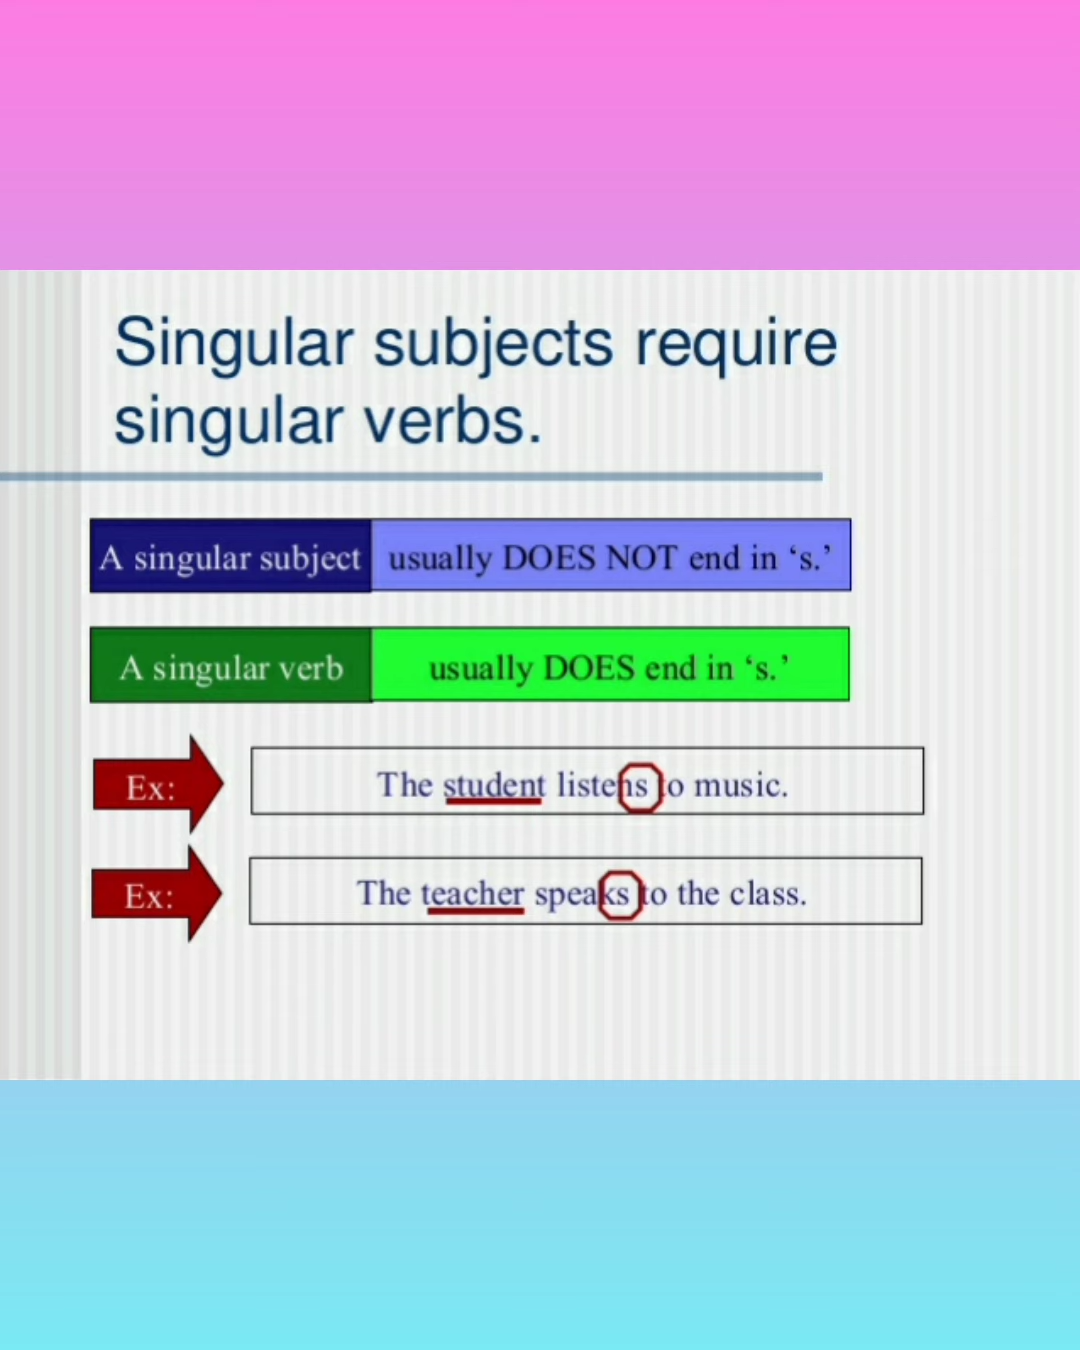 Singular subjects require
singular verbs.
A singular subject usually DOES NOT end in ‘s.’
A singular verb usually DOES end in ‘s.’
Ex: The student listens to music.
Ex: The teacher speaks to the class.